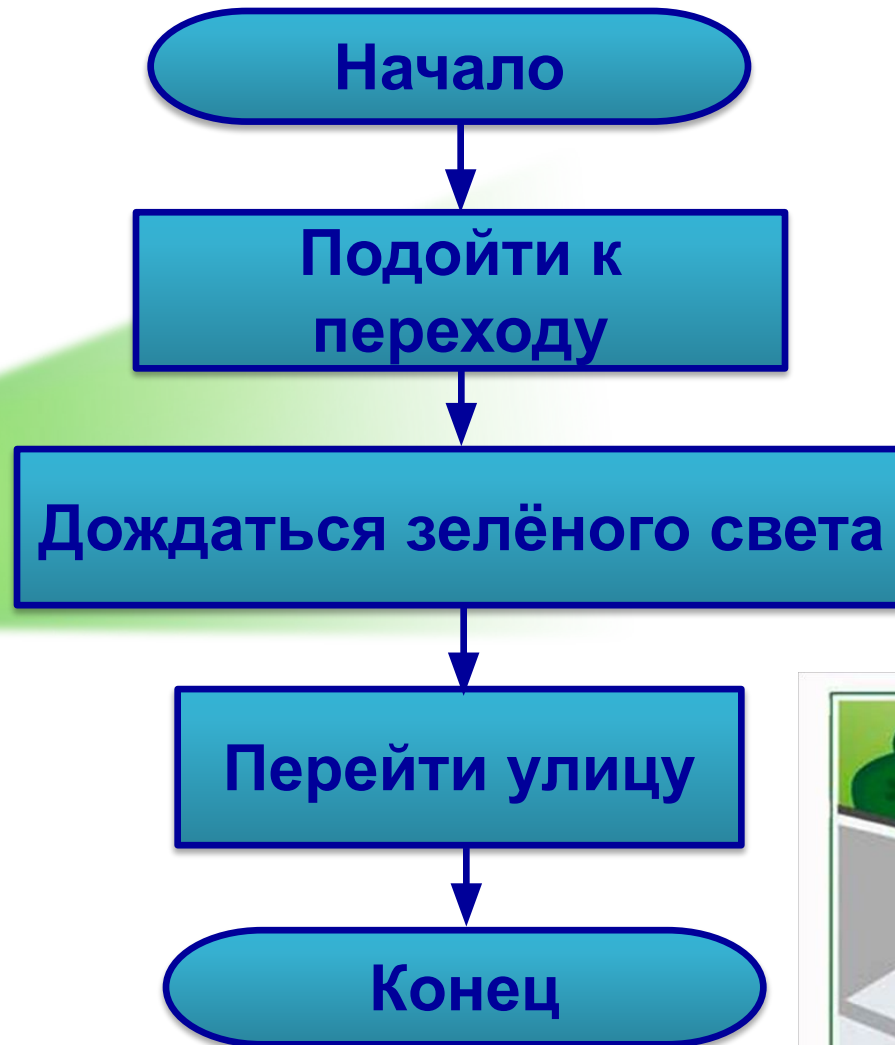 Начало
Подойти к
переходу
Дождаться зелёного света
Перейти улицу
Конец